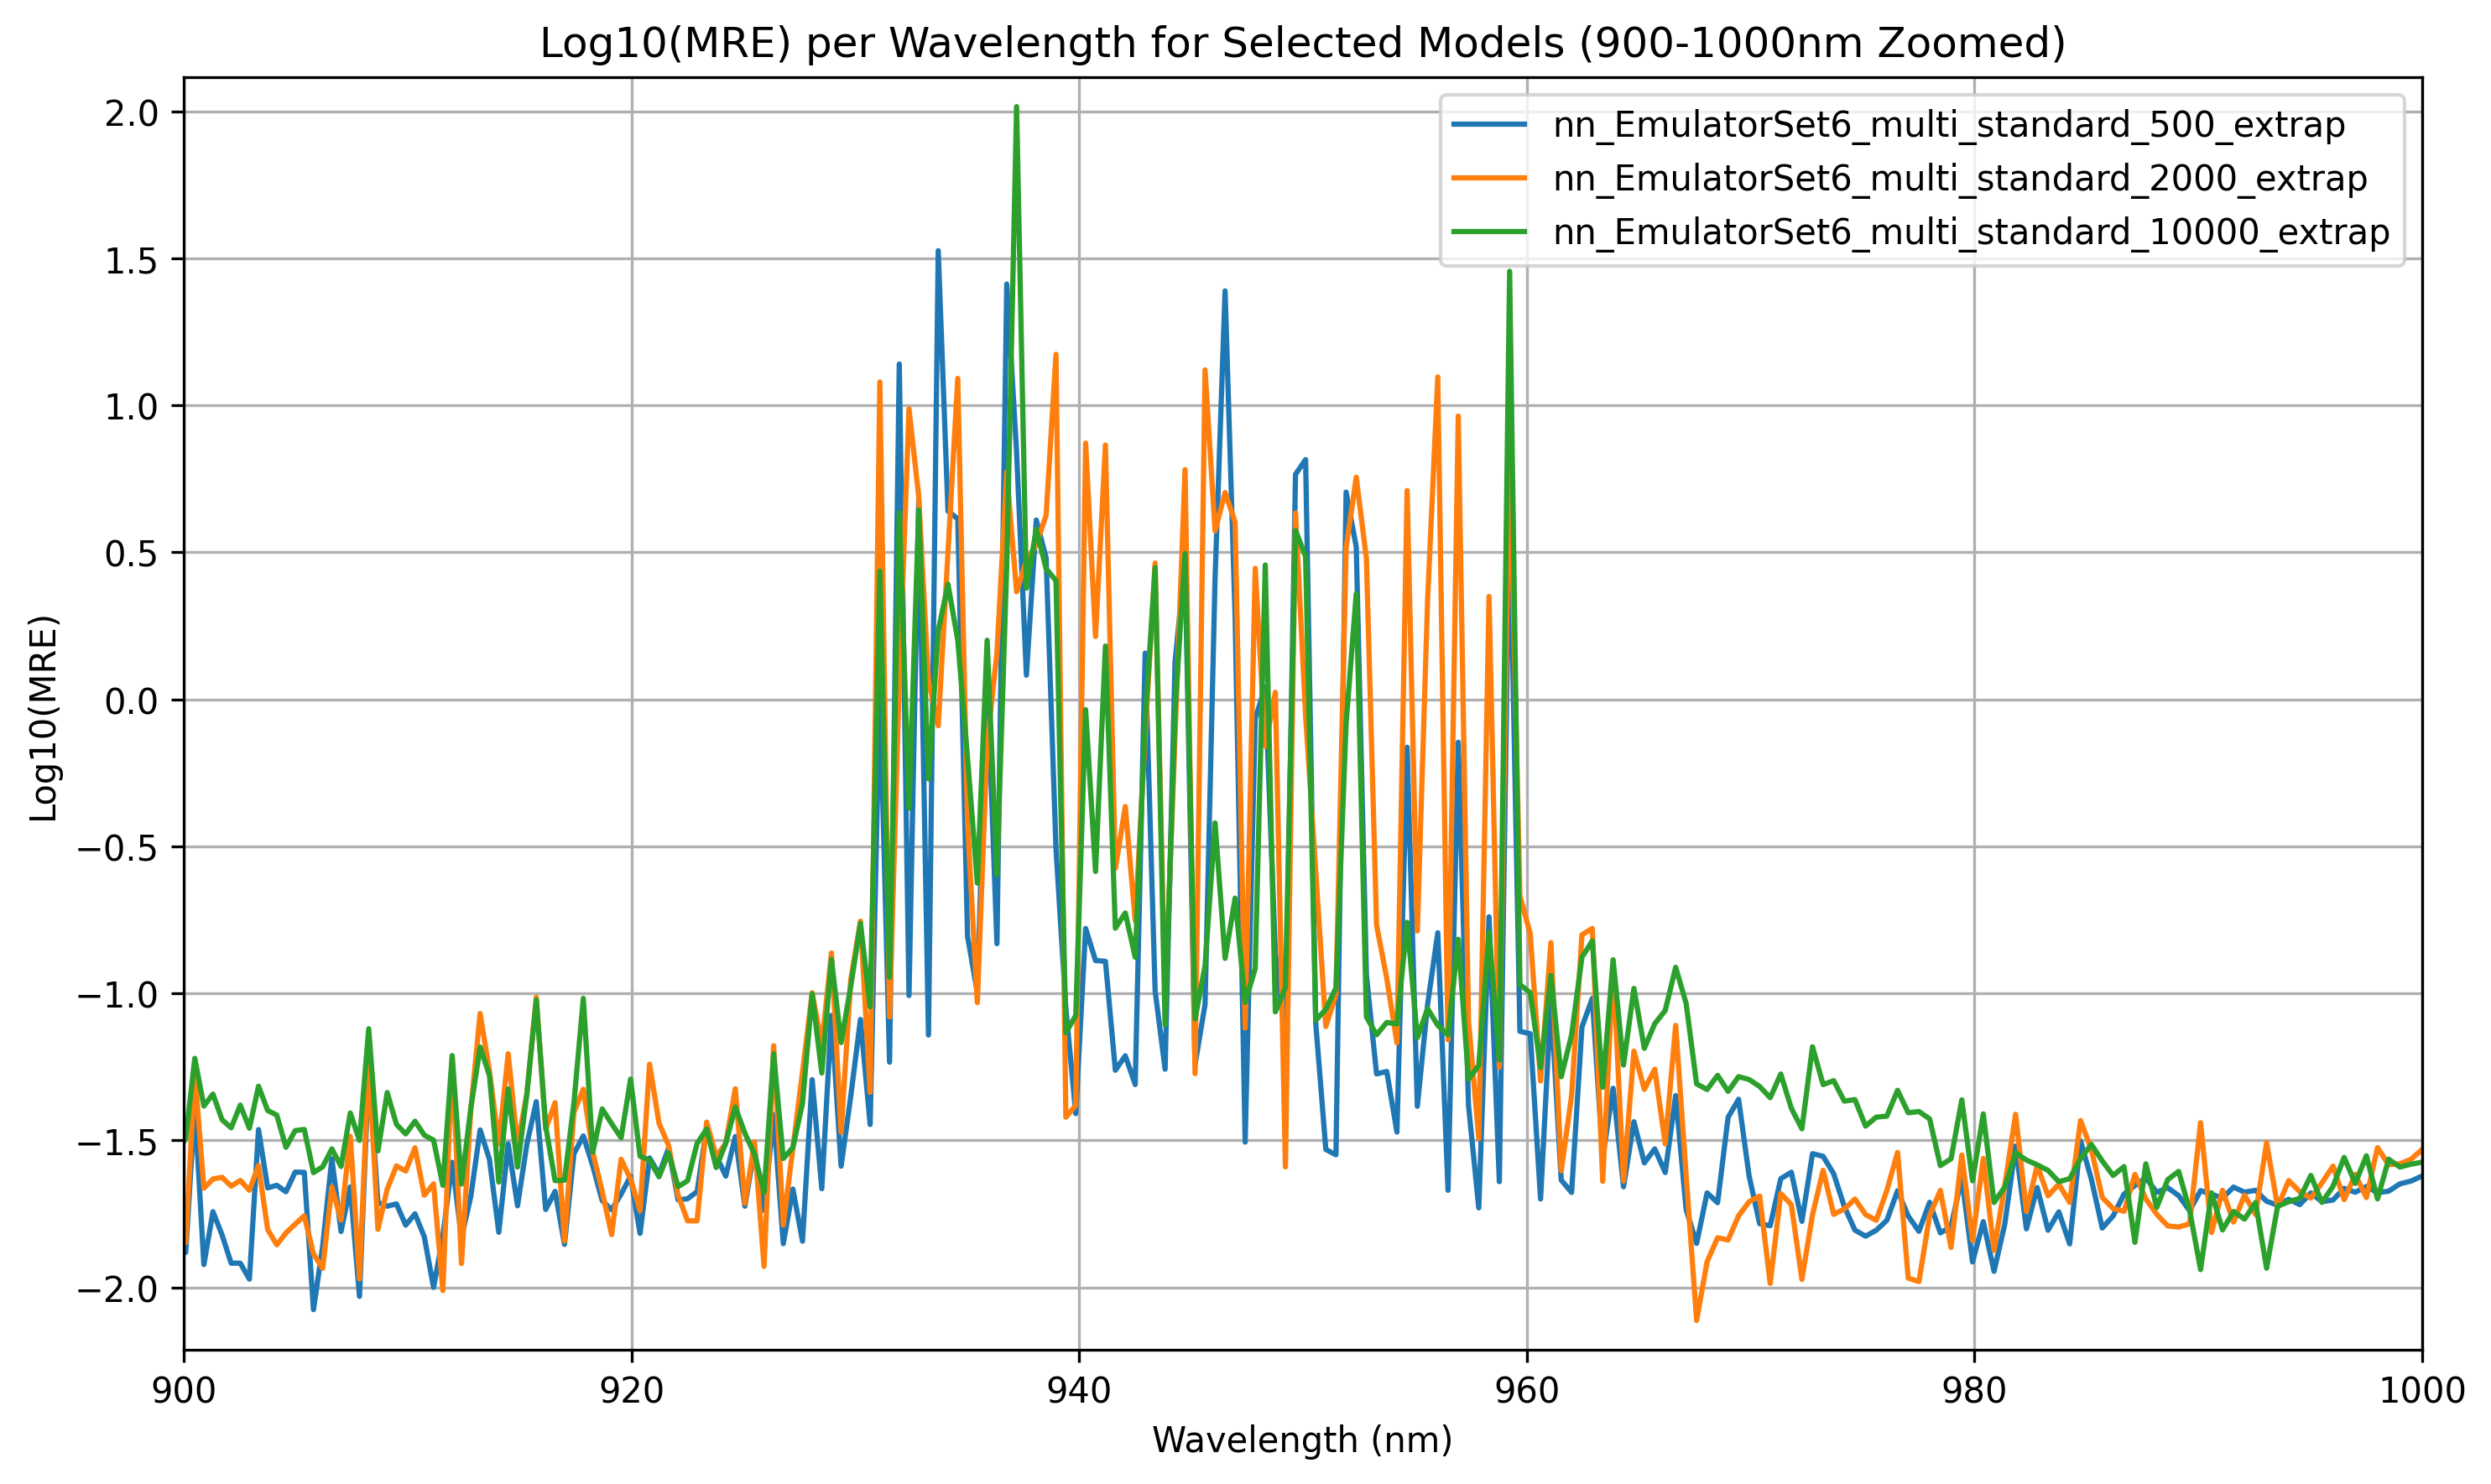 Log10(MRE) per Wavelength for Selected Models (900-1000nm Zoomed)
nn_EmulatorSet6_multi_standard_500_extrap
nn_EmulatorSet6_multi_standard_2000_extrap
nn_EmulatorSet6_multi_standard_10000_extrap
Log10(MRE)
2.0
1.5
1.0
0.5
0.0
−0.5
−1.0
−1.5
−2.0
900 920 940 960 980 1000
Wavelength (nm)